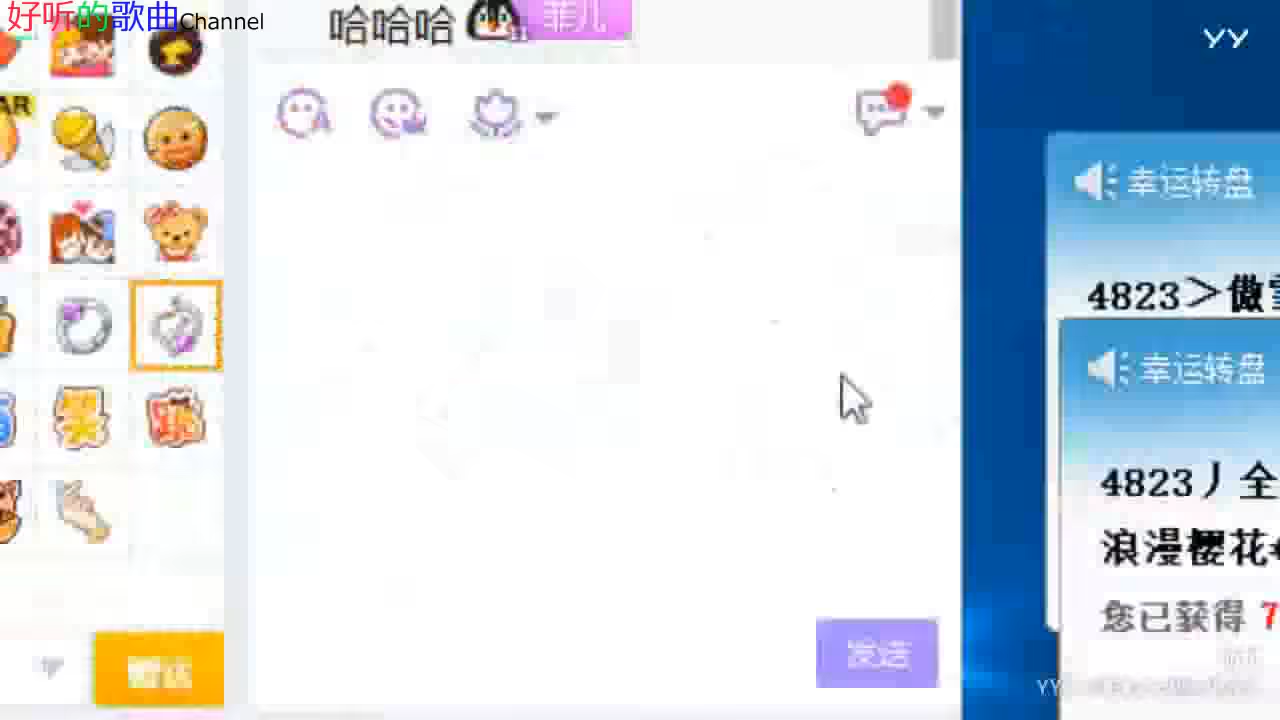 好听的歌曲Channel
哈哈哈
菲儿
YY
AR
幸运转盘
4823＞傲雪
幸运转盘
4823丿全
浪漫樱花
您已获得 7
赠送
发送